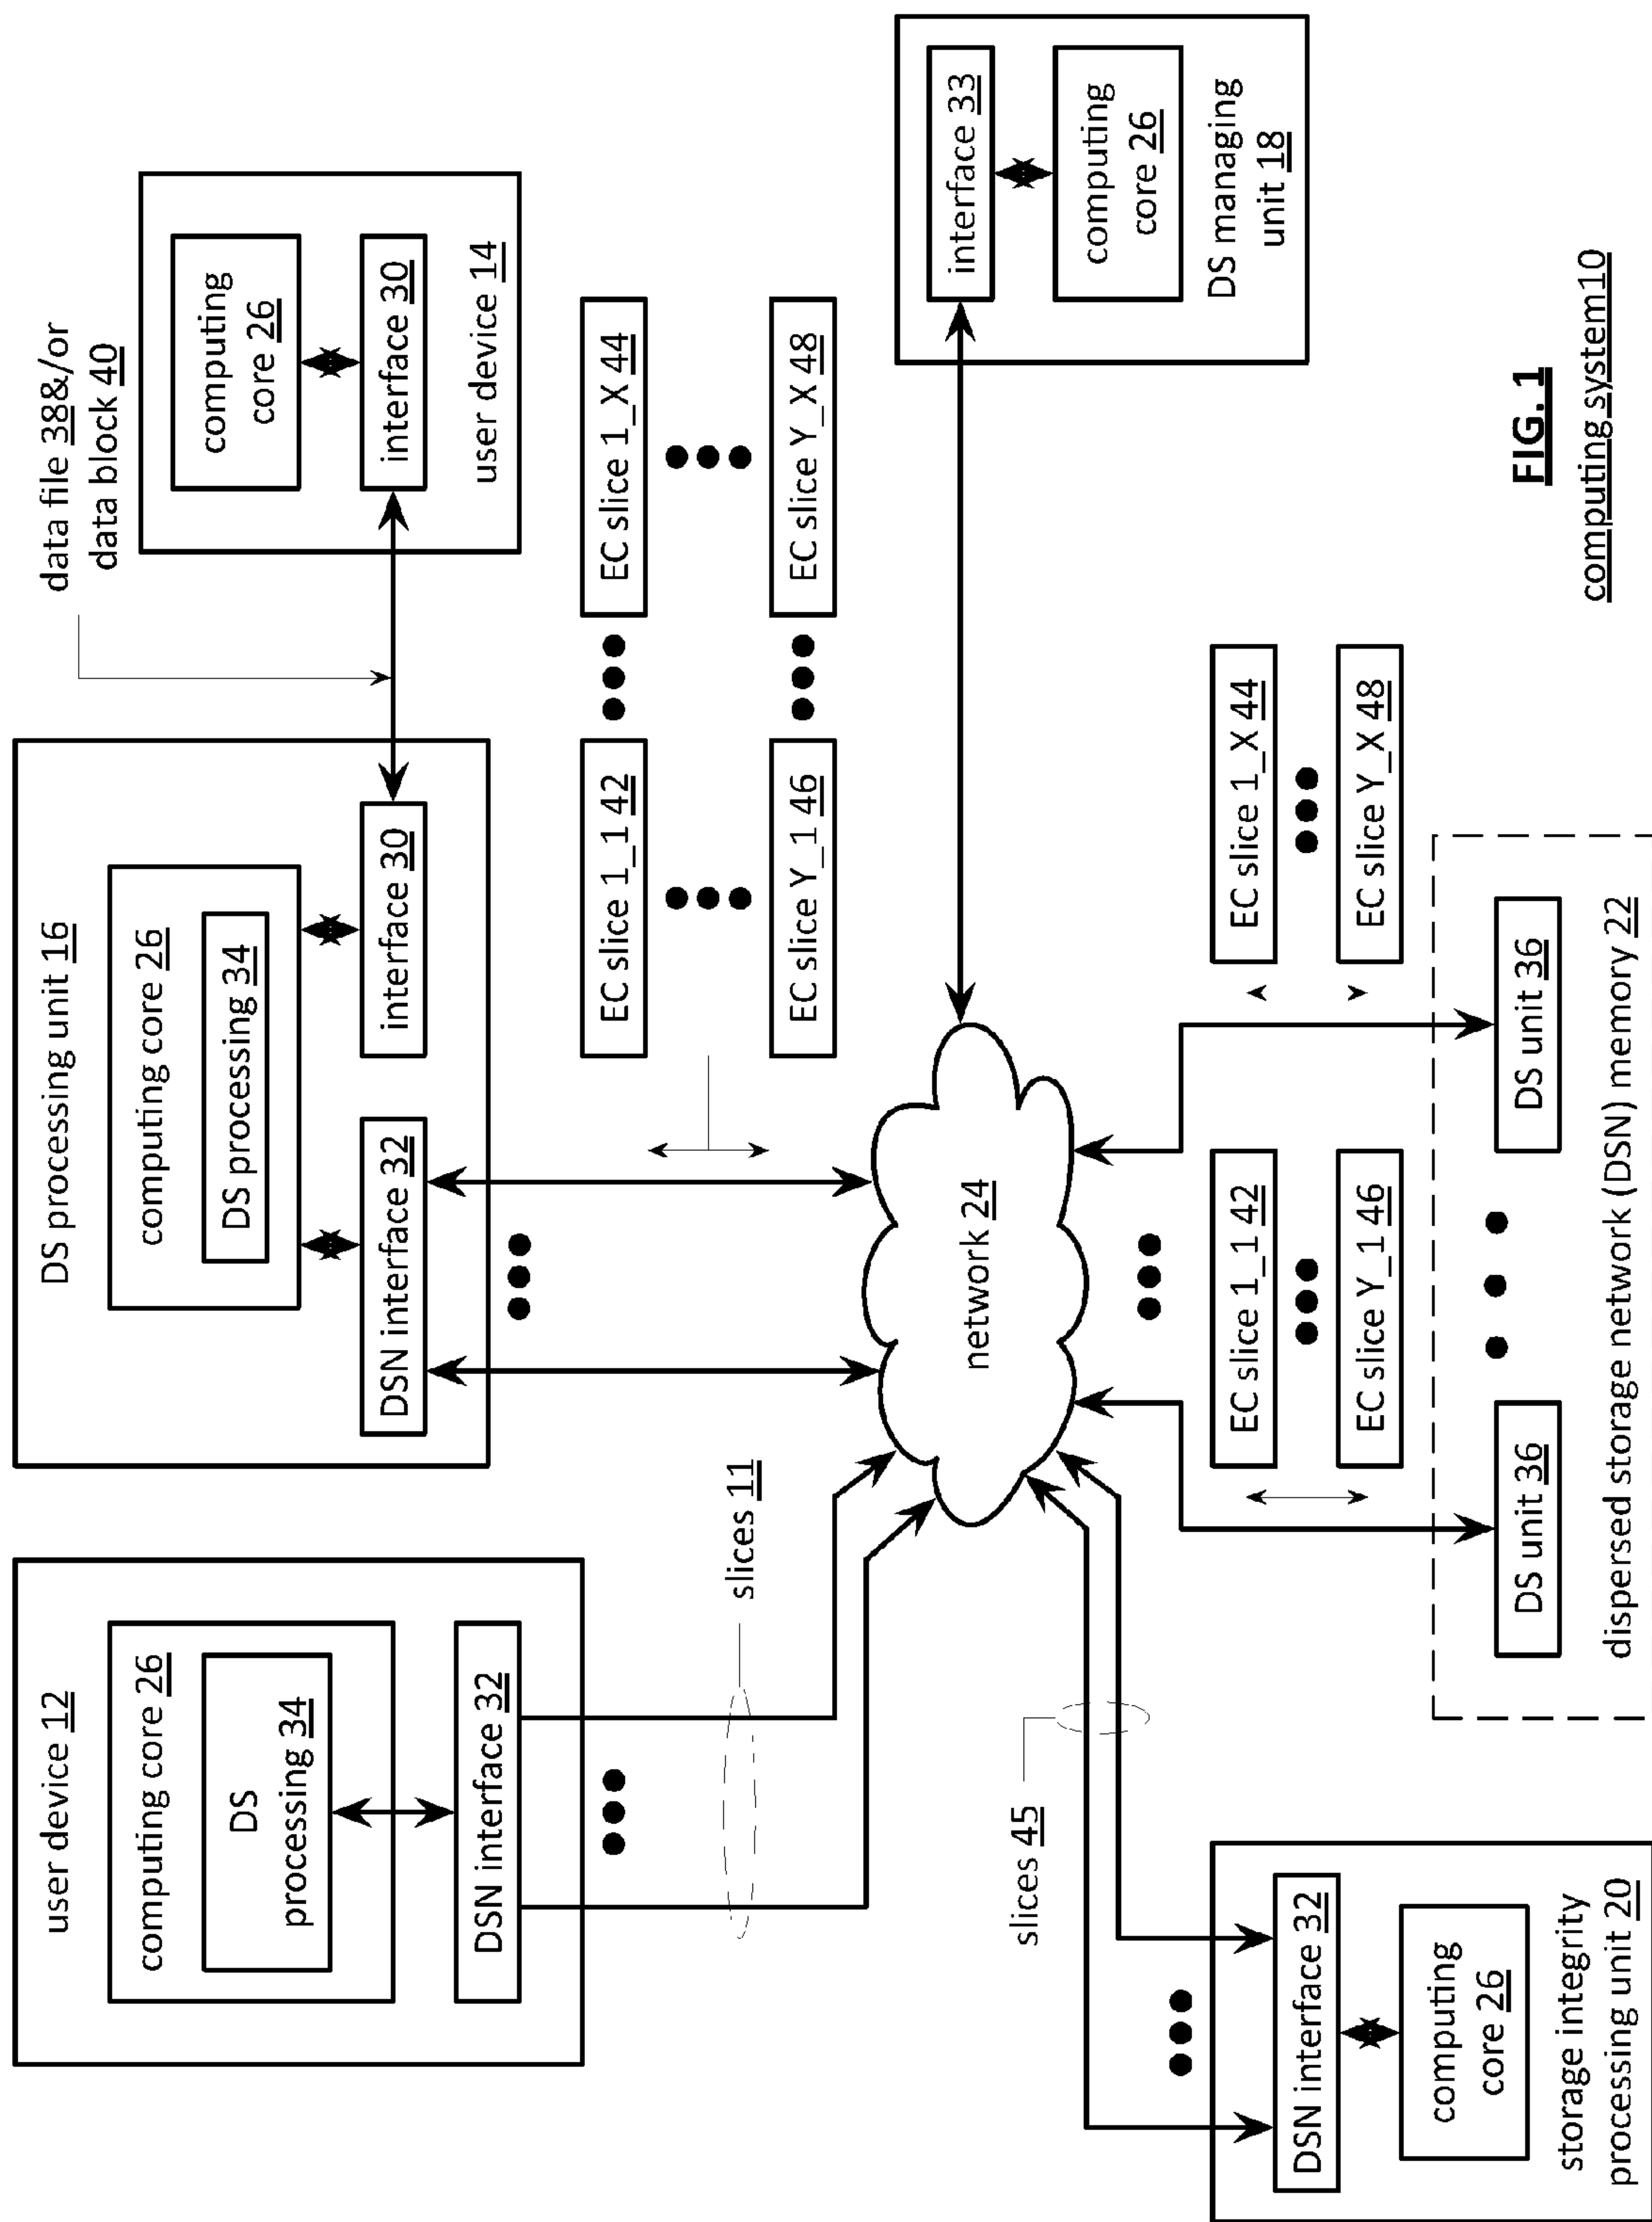 user device 12
computing core 26
DS
processing 34
DSN interface 32
slices 11
DS processing unit 16
computing core 26
DS processing 34
DSN interface 32
interface 30
data file 38&/or
data block 40
computing
core 26
interface 30
user device 14
EC slice 1_1 42
EC slice 1_X 44
EC slice Y_1 46
EC slice Y_X 48
network 24
interface 33
computing
core 26
DS managing
unit 18
slices 45
DSN interface 32
computing
core 26
storage integrity
processing unit 20
EC slice 1_1 42
EC slice Y_1 46
EC slice 1_X 44
EC slice Y_X 48
DS unit 36
DS unit 36
dispersed storage network (DSN) memory 22
FIG. 1
computing system10